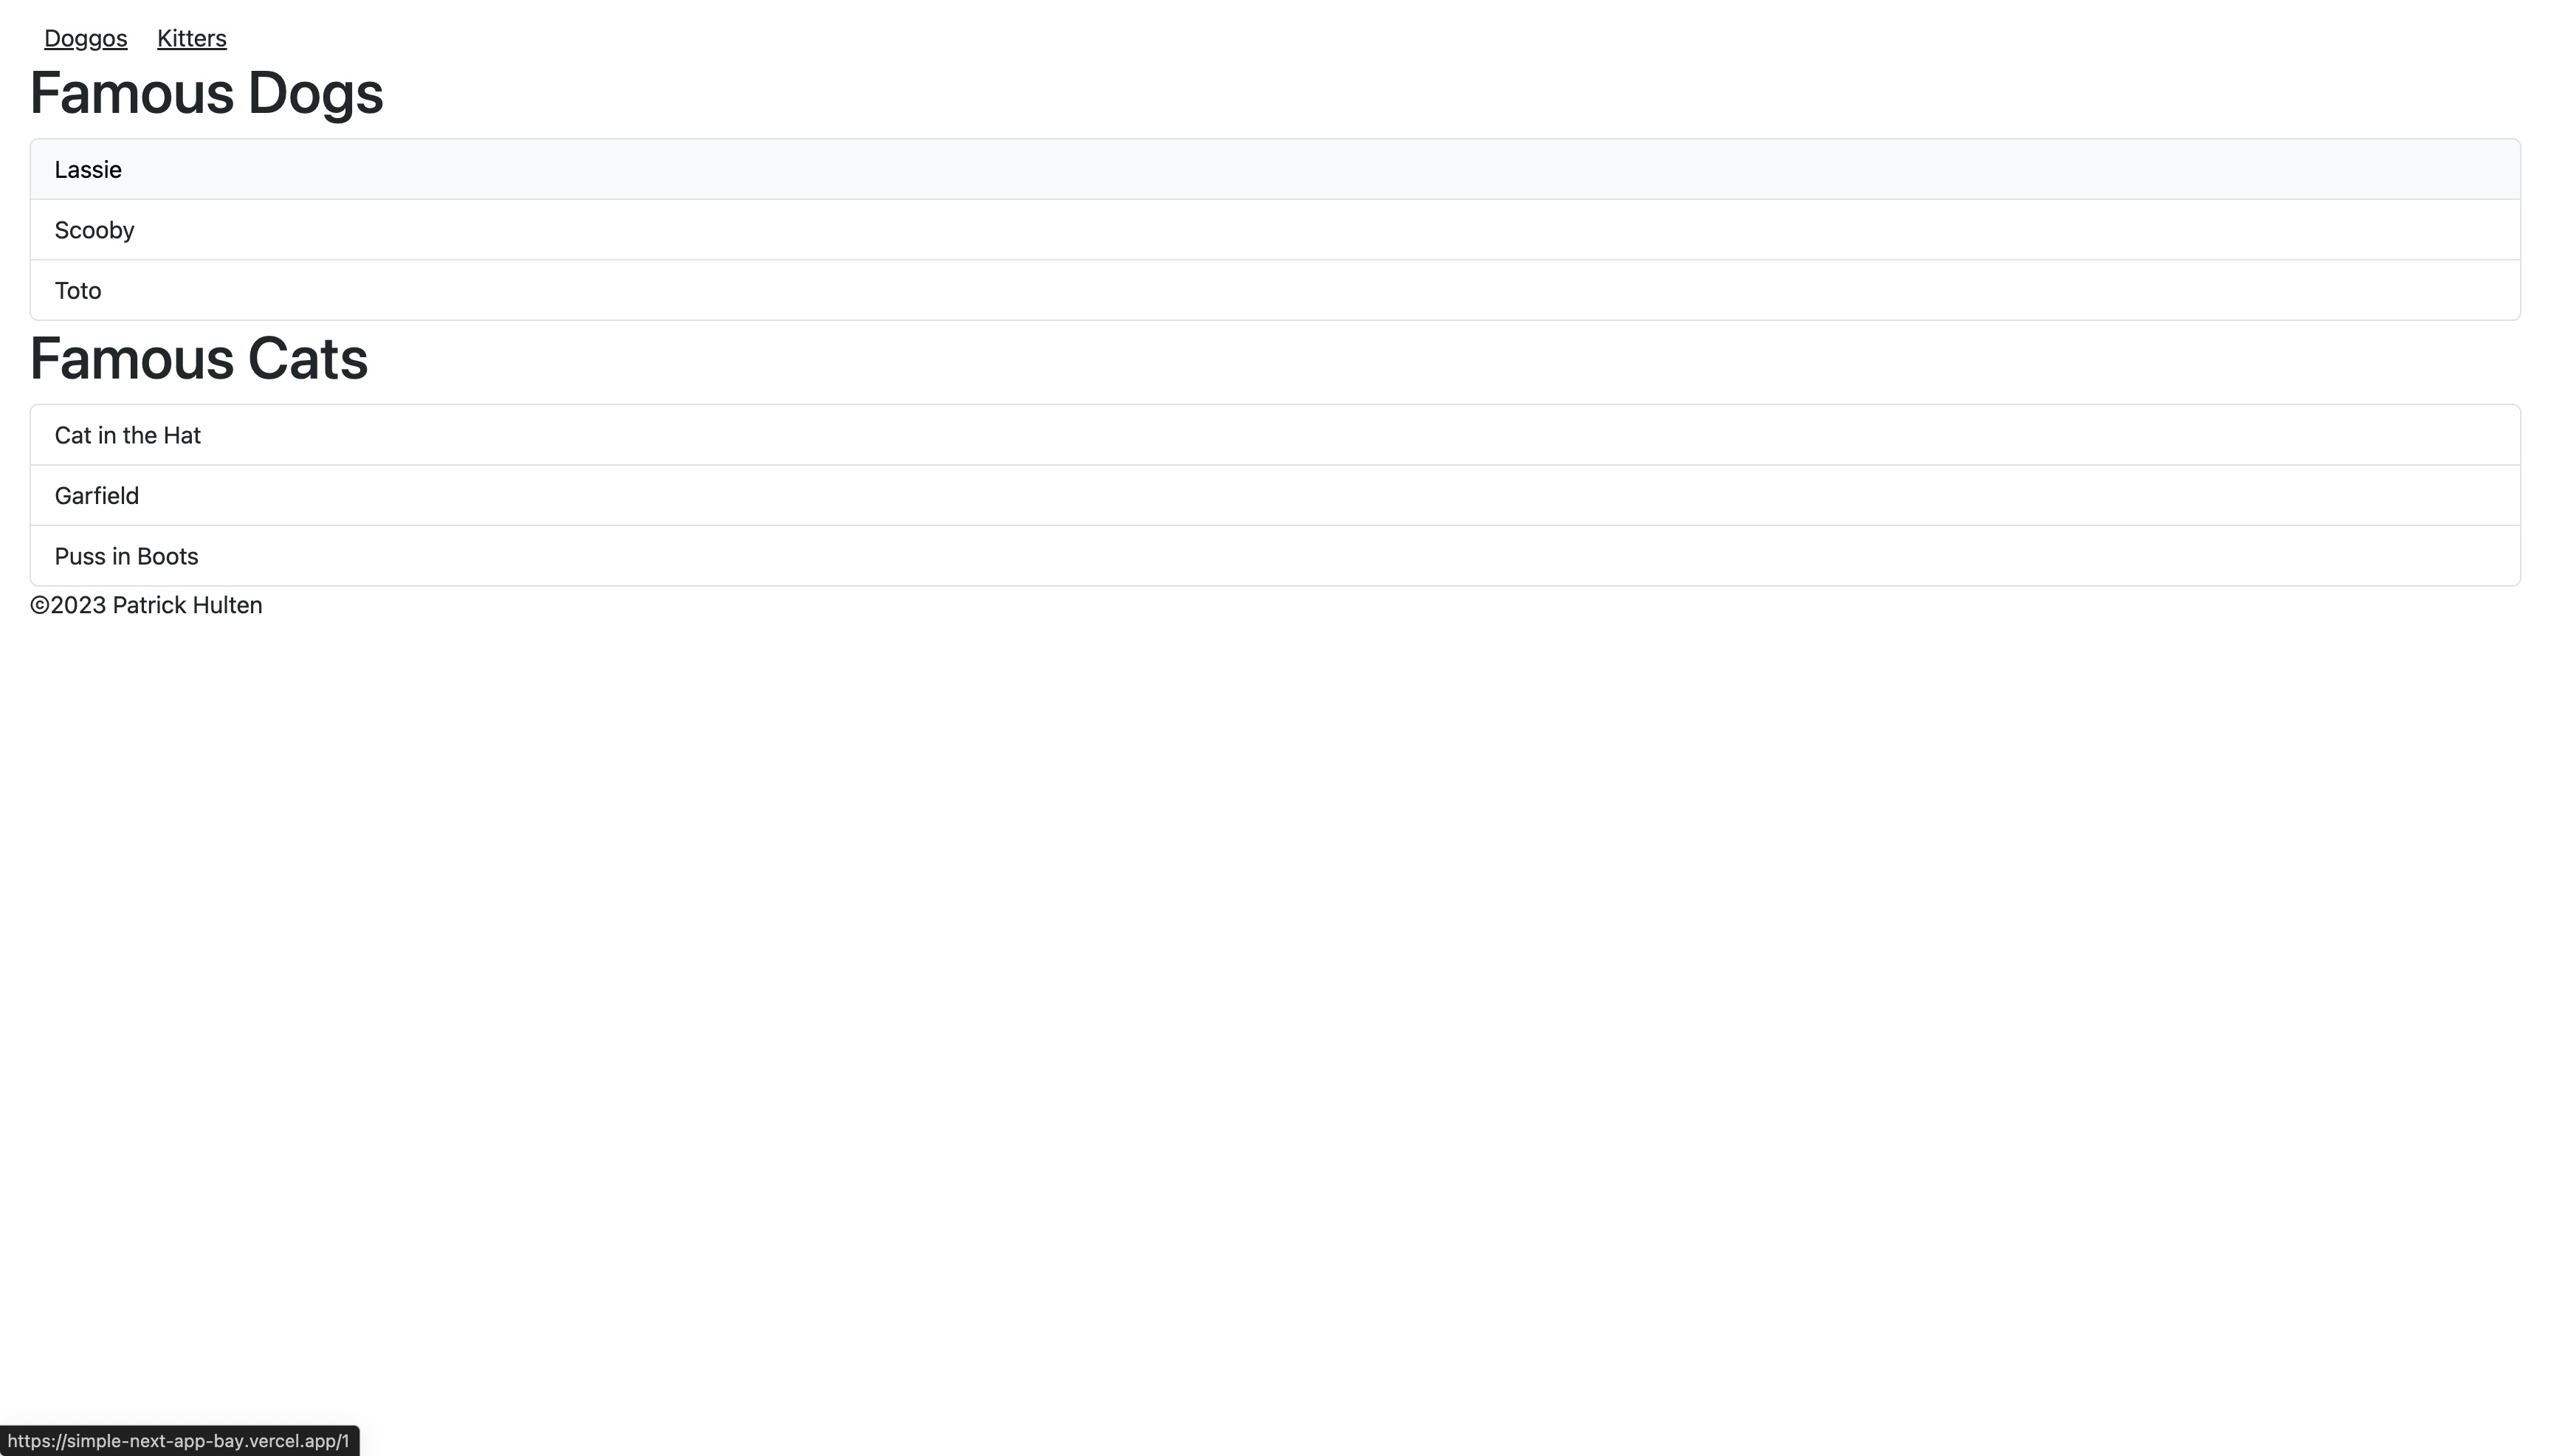 Doggos Kitters
Famous Dogs
Lassie
Scooby
Toto
Famous Cats
Cat in the Hat
Garfield
Puss in Boots
©2023 Patrick Hulten
https://simple-next-app-bay.vercel.app/1